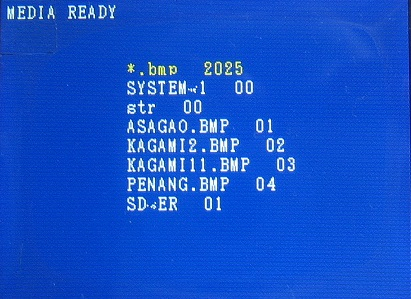 MEDIA READY
*.bmp 2025
SYSTEM~1 00
str 00
ASAGAO.BMP 01
KAGAMI2.BMP 02
KAGAMI11.BMP 03
PENANG.BMP 04
SD~ER 01